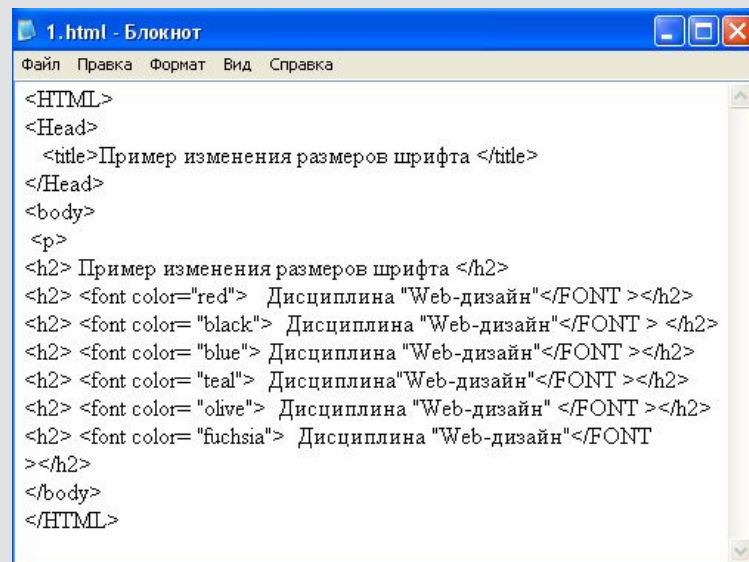 1.html - Блокнот
Файл Правка Формат Вид Справка
<HTML>
<Head>
<title>Пример изменения размеров шрифта </title>
</Head>
<body>
<p>
<h2> Пример изменения размеров шрифта </h2>
<h2> <font color="red">   Дисциплина "Web-дизайн"</FONT ></h2>
<h2> <font color= "black">  Дисциплина "Web-дизайн"</FONT > </h2>
<h2> <font color= "blue"> Дисциплина "Web-дизайн"</FONT ></h2>
<h2> <font color= "teal">  Дисциплина"Web-дизайн"</FONT ></h2>
<h2> <font color= "olive">  Дисциплина "Web-дизайн" </FONT ></h2>
<h2> <font color= "fuchsia">  Дисциплина "Web-дизайн"</FONT
></h2>
</body>
</HTML>